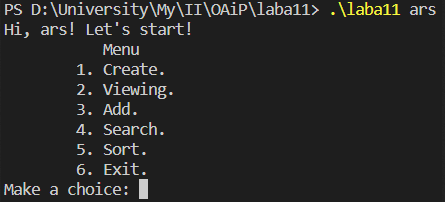 PS D:\University\My\II\OAiP\laba11> .\laba11 ars
Hi, ars! Let's start!
Menu
1. Create.
2. Viewing.
3. Add.
4. Search.
5. Sort.
6. Exit.
Make a choice: